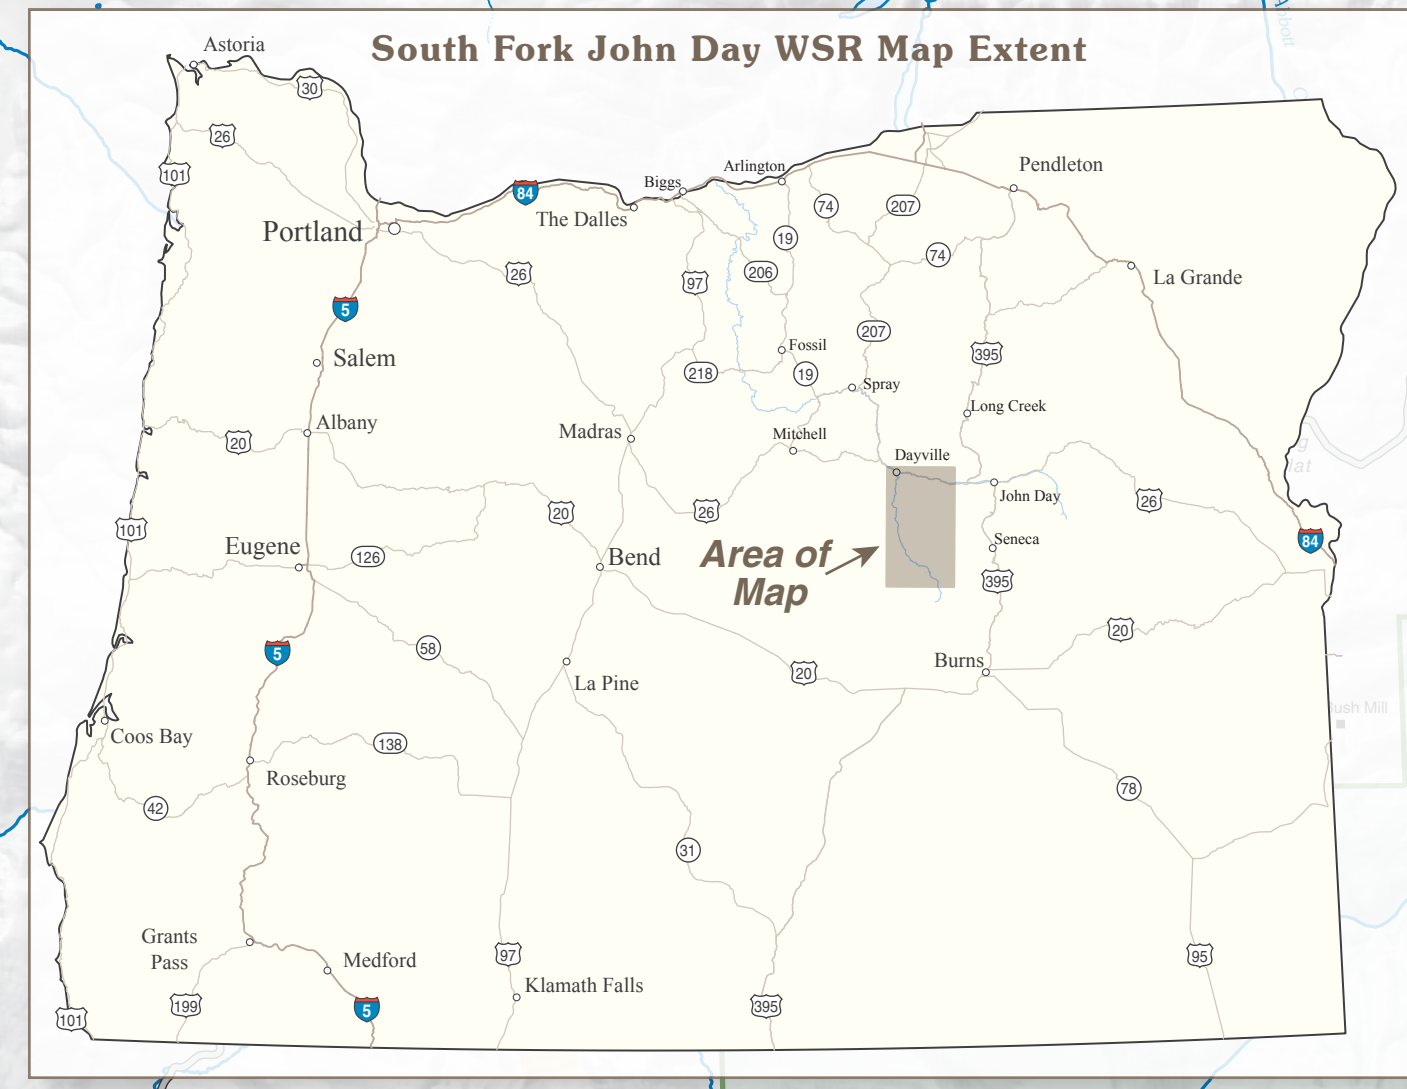 South Fork John Day WSR Map Extent
Astoria
30
26
101
Abbott
Pendleton
Arlington
Biggs
84
The Dalles
74
207
Portland
19
74
26
206
97
La Grande
5
207
Fossil
395
Salem
218
19
Spray
Long Creek
Albany
Madras
Mitchell
20
Dayville
lat
John Day
26
20
26
101
Seneca
84
Eugene
126
Bend
Area of
Map
395
20
58
5
Burns
20
La Pine
Bush Mill
Coos Bay
138
Roseburg
78
42
31
Grants
Pass
Medford
97
95
Klamath Falls
199
5
395
101